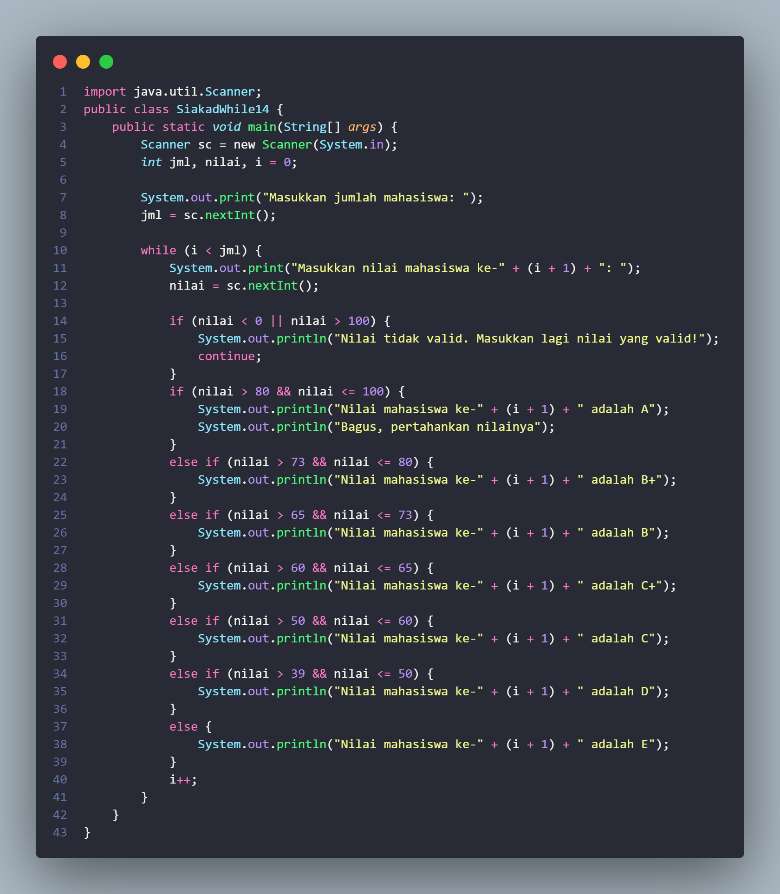 1 import java.util.Scanner;
2 public class SiakadWhile14 {
3     public static void main(String[] args) {
4         Scanner sc = new Scanner(System.in);
5         int jml, nilai, i = 0;
6
7         System.out.print("Masukkan jumlah mahasiswa: ");
8         jml = sc.nextInt();
9
10         while (i < jml) {
11             System.out.print("Masukkan nilai mahasiswa ke-" + (i + 1) + ": ");
12             nilai = sc.nextInt();
13
14             if (nilai < 0 || nilai > 100) {
15                 System.out.println("Nilai tidak valid. Masukkan lagi nilai yang valid!");
16                 continue;
17             }
18             if (nilai > 80 && nilai <= 100) {
19                 System.out.println("Nilai mahasiswa ke-" + (i + 1) + " adalah A");
20                 System.out.println("Bagus, pertahankan nilainya");
21             }
22             else if (nilai > 73 && nilai <= 80) {
23                 System.out.println("Nilai mahasiswa ke-" + (i + 1) + " adalah B+");
24             }
25             else if (nilai > 65 && nilai <= 73) {
26                 System.out.println("Nilai mahasiswa ke-" + (i + 1) + " adalah B");
27             }
28             else if (nilai > 60 && nilai <= 65) {
29                 System.out.println("Nilai mahasiswa ke-" + (i + 1) + " adalah C+");
30             }
31             else if (nilai > 50 && nilai <= 60) {
32                 System.out.println("Nilai mahasiswa ke-" + (i + 1) + " adalah C");
33             }
34             else if (nilai > 39 && nilai <= 50) {
35                 System.out.println("Nilai mahasiswa ke-" + (i + 1) + " adalah D");
36             }
37             else {
38                 System.out.println("Nilai mahasiswa ke-" + (i + 1) + " adalah E");
39             }
40             i++;
41         }
42     }
43 }